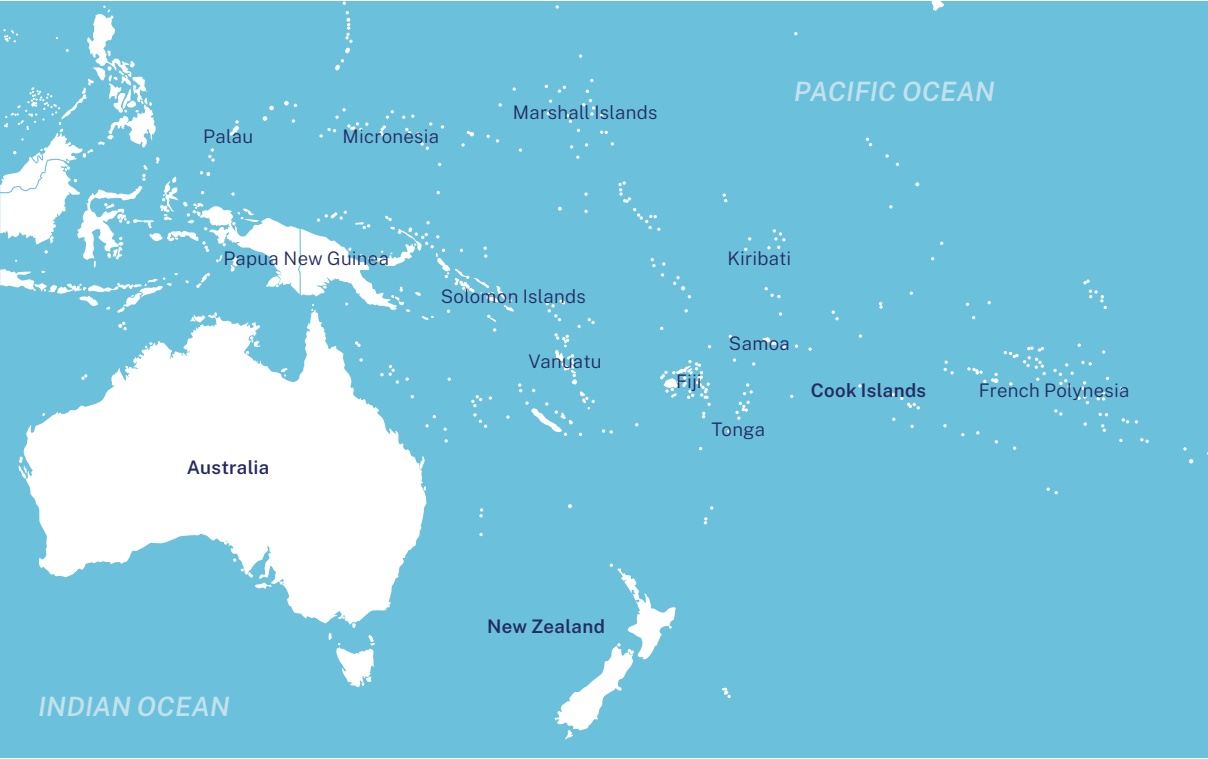 PACIFIC OCEAN
Marshall Islands
Palau
Micronesia
Papua New Guinea
Kiribati
Solomon Islands
Samoa
Vanuatu
Fiji
Cook Islands
French Polynesia
Tonga
Australia
New Zealand
INDIAN OCEAN